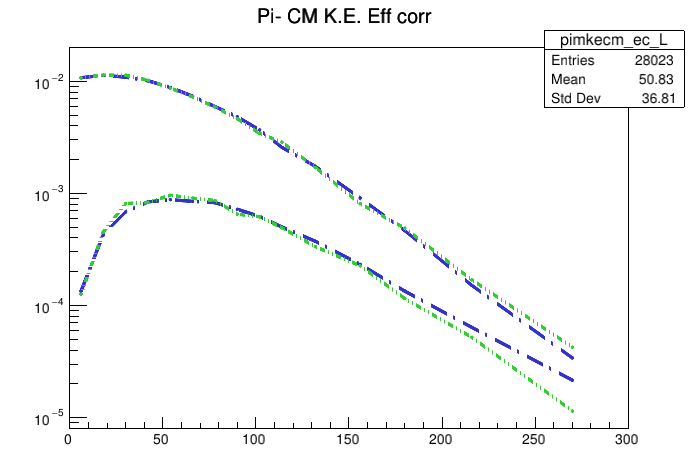 Pi- CM K.E. Eff corr
pimkecm_ec_L
Entries 28023
Mean 50.83
Std Dev 36.81
10−2
10−3
10−4
10−5
0 50 100 150 200 250 300